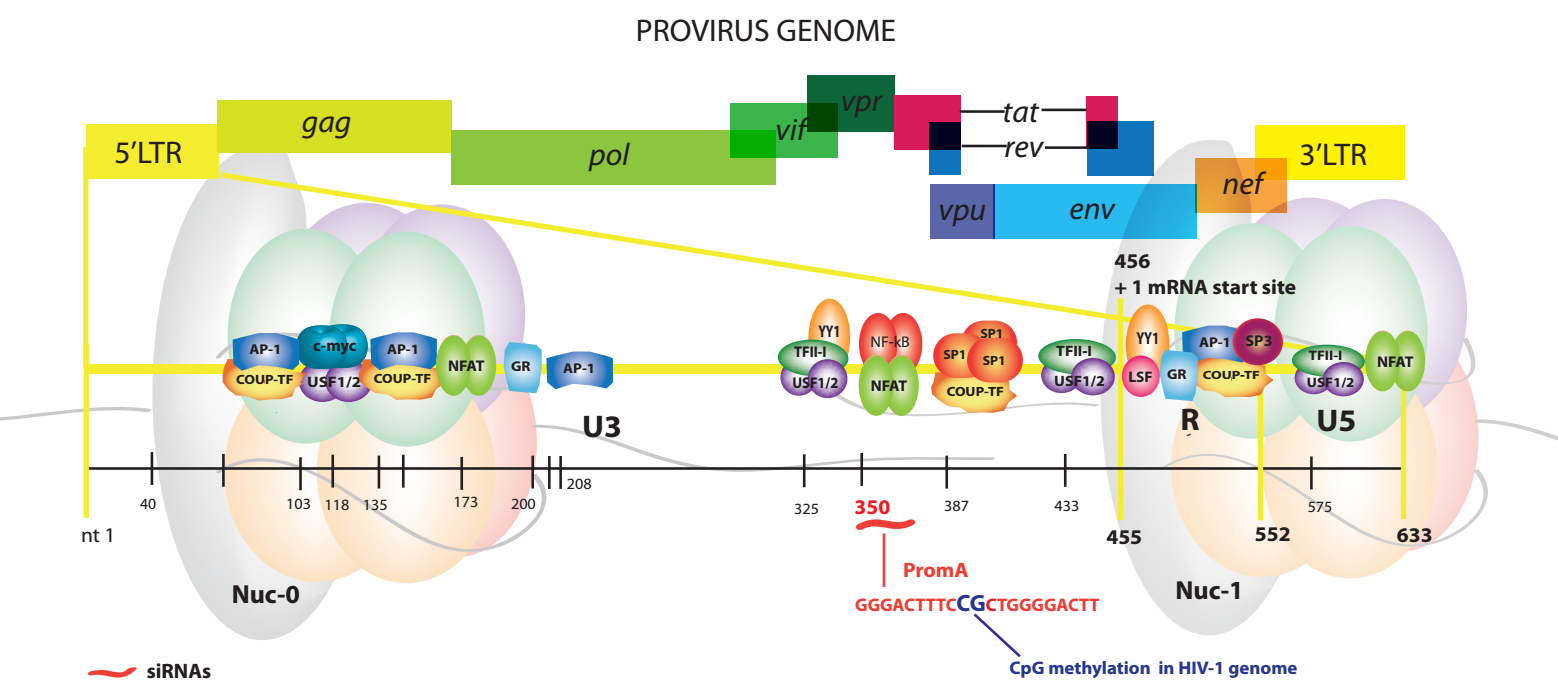 PROVIRUS GENOME
5’LTR
gag
pol
vif
vpr
tat
rev
vpu
env
nef
3’LTR
456
+ 1 mRNA start site
AP-1
COUP-TF
c-myc
USF1/2
AP-1
COUP-TF
NFAT
GR
AP-1
U3
YY1
TFII-I
USF1/2
NF-kB
NFAT
SP1
SP1
SP1
COUP-TF
TFII-I
USF1/2
YY1
LSF
GR
AP-1
SP3
COUP-TF
R
TFII-I
USF1/2
NFAT
U5
nt 1
40
103
118
135
173
200
208
325
350
387
433
455
552
575
633
Nuc-0
Nuc-1
PromA
GGGACTTTCCGCTGGGGACTT
CpG methylation in HIV-1 genome
siRNAs